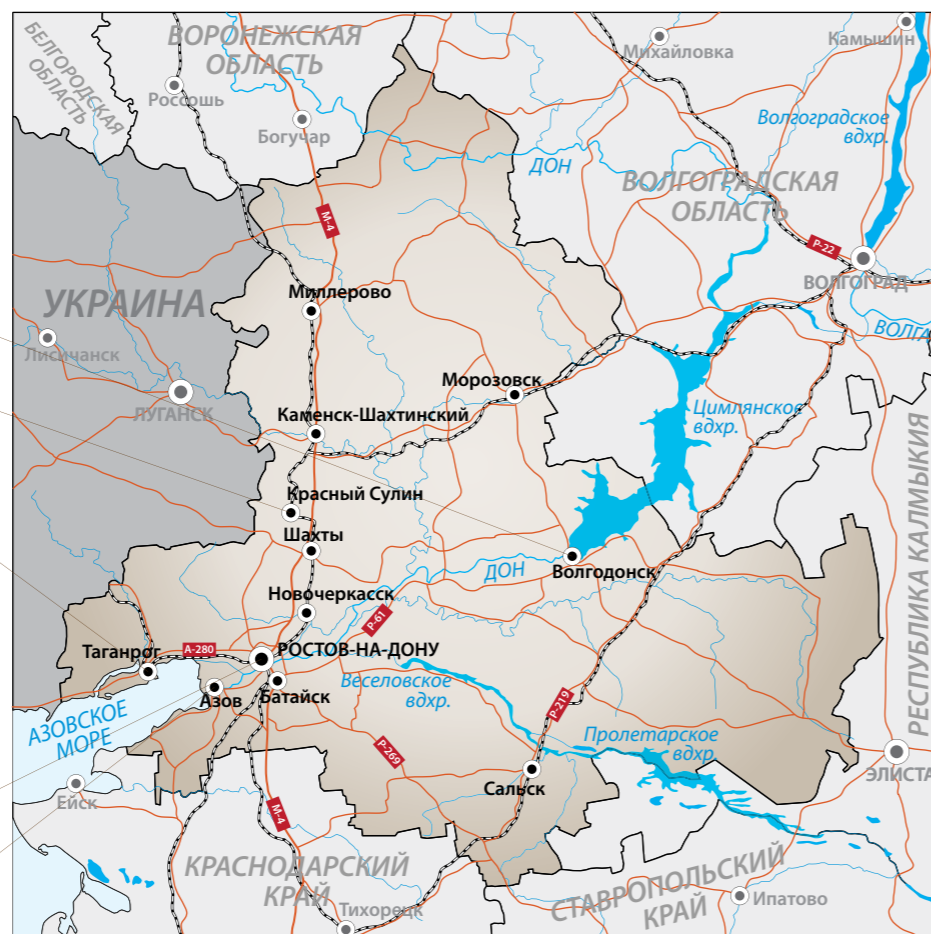 БЕЛГОРОДСКАЯ
ОБЛАСТЬ
ВОРОНЕЖСКАЯ
ОБЛАСТЬ
Михайловка
Камышин
Россошь
Богучар
Волгоградское
вдхр.
ДОН
ВОЛГОГРАДСКАЯ
ОБЛАСТЬ
М-4
Р-22
ВОЛГОГРАД
УКРАИНА
Миллерово
ВОЛГА
Лисичанск
ЛУГАНСК
Морозовск
Каменск-Шахтинский
Цимлянское
вдхр.
РЕСПУБЛИКА КАЛМЫКИЯ
Красный Сулин
Шахты
ДОН
Волгодонск
Новочеркасск
Р-61
Таганрог
А-280
РОСТОВ-НА-ДОНУ
Азов
Батайск
Веселовское
вдхр.
Р-219
АЗОВСКОЕ
МОРЕ
Р-269
Пролетарское
вдхр.
ЭЛИСТА
Ейск
Сальск
М-4
КРАСНОДАРСКИЙ
КРАЙ
СТАВРОПОЛЬСКИЙ
КРАЙ
Ипатово
Тихорецк